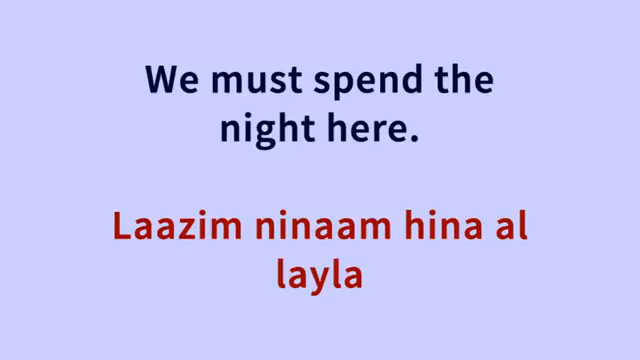 We must spend the
night here.
Laazim ninaam hina al
layla